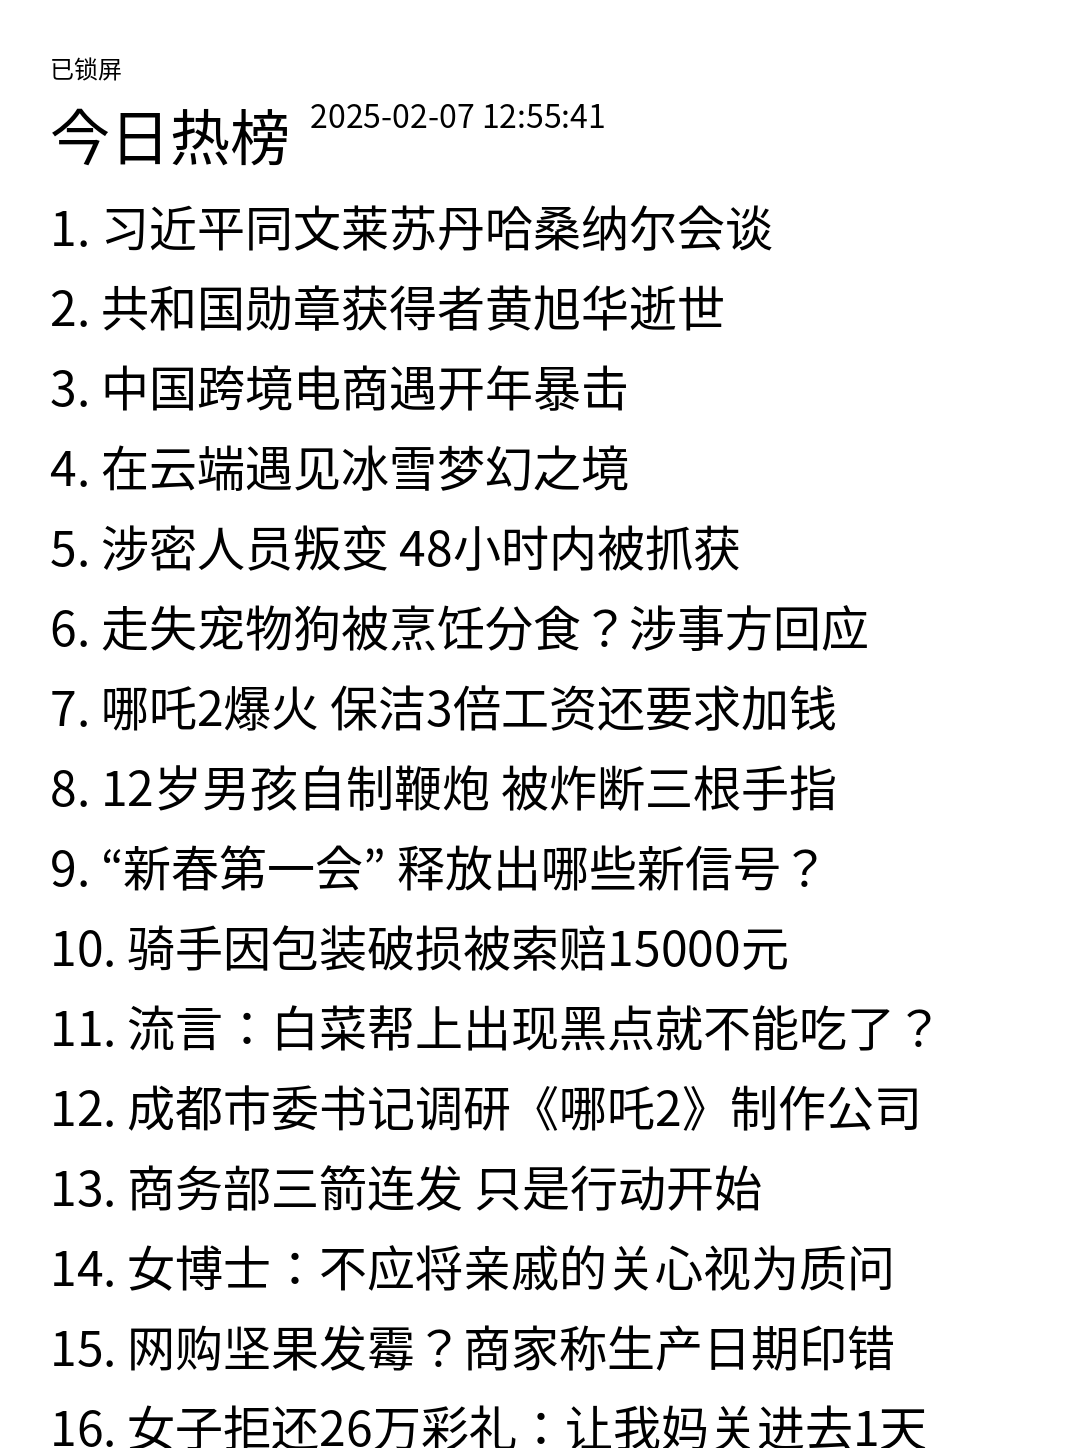 已锁屏
今日热榜 2025-02-07 12:55:41
1. 习近平同文莱苏丹哈桑纳尔会谈
2. 共和国勋章获得者黄旭华逝世
3. 中国跨境电商遇开年暴击
4. 在云端遇见冰雪梦幻之境
5. 涉密人员叛变 48小时内被抓获
6. 走失宠物狗被烹饪分食？涉事方回应
7. 哪吒2爆火 保洁3倍工资还要求加钱
8. 12岁男孩自制鞭炮 被炸断三根手指
9. “新春第一会” 释放出哪些新信号？
10. 骑手因包装破损被索赔15000元
11. 流言：白菜帮上出现黑点就不能吃了？
12. 成都市委书记调研《哪吒2》制作公司
13. 商务部三箭连发 只是行动开始
14. 女博士：不应将亲戚的关心视为质问
15. 网购坚果发霉？商家称生产日期印错
16. 女子拒还26万彩礼：让我妈关进去1天